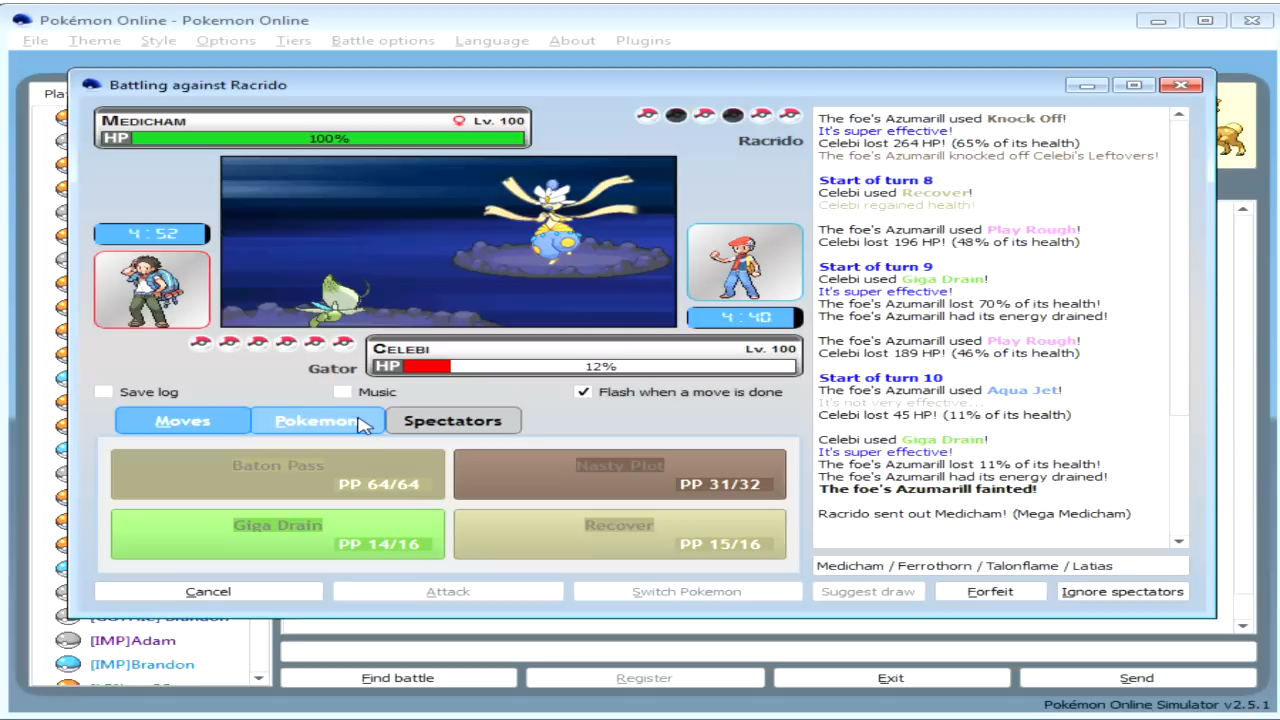 Pokémon Online - Pokemon Online
File Theme Style Options Tiers Battle options Language About Plugins
Battling against Racrido
MEDICHAM ♀ Lv. 100
HP 100%
Racrido
4:52
4:40
CELEBI Lv. 100
HP 12%
Gator
Save log Music Flash when a move is done
Moves Pokemon Spectators
Baton Pass
PP 64/64
Nasty Plot
PP 31/32
Giga Drain
PP 14/16
Recover
PP 15/16
Cancel Attack Switch Pokemon
The foe's Azumarill used Knock Off!
It's super effective!
Celebi lost 264 HP! (65% of its health)
The foe's Azumarill knocked off Celebi's Leftovers!
Start of turn 8
Celebi used Recover!
Celebi regained health!
The foe's Azumarill used Play Rough!
Celebi lost 196 HP! (48% of its health)
Start of turn 9
Celebi used Giga Drain!
It's super effective!
The foe's Azumarill lost 70% of its health!
The foe's Azumarill had its energy drained!
The foe's Azumarill used Play Rough!
Celebi lost 189 HP! (46% of its health)
Start of turn 10
The foe's Azumarill used Aqua Jet!
It's not very effective...
Celebi lost 45 HP! (11% of its health)
Celebi used Giga Drain!
It's super effective!
The foe's Azumarill lost 11% of its health!
The foe's Azumarill had its energy drained!
The foe's Azumarill fainted!
Racrido sent out Medicham! (Mega Medicham)
Medicham / Ferrothorn / Talonflame / Latias
Suggest draw Forfeit Ignore spectators
[IMP]Adam
[IMP]Brandon
Find battle Register Exit Send
Pokémon Online Simulator v2.5.1